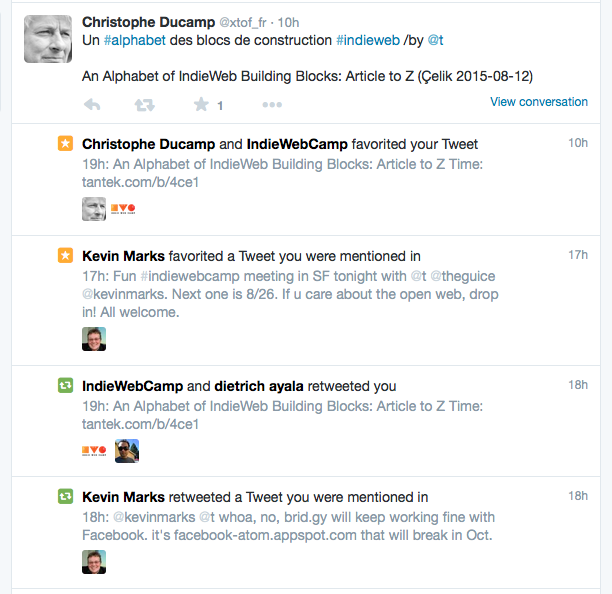 Christophe Ducamp @xtof_fr · 10h
Un #alphabet des blocs de construction #indieweb /by @t
An Alphabet of IndieWeb Building Blocks: Article to Z (Çelik 2015-08-12)
1
View conversation
Christophe Ducamp and IndieWebCamp favorited your Tweet 10h
19h: An Alphabet of IndieWeb Building Blocks: Article to Z Time:
tantek.com/b/4ce1
Kevin Marks favorited a Tweet you were mentioned in 17h
17h: Fun #indiewebcamp meeting in SF tonight with @t @theguice
@kevinmarks. Next one is 8/26. If u care about the open web, drop
in! All welcome.
IndieWebCamp and dietrich ayala retweeted you 18h
19h: An Alphabet of IndieWeb Building Blocks: Article to Z Time:
tantek.com/b/4ce1
Kevin Marks retweeted a Tweet you were mentioned in 18h
18h: @kevinmarks @t whoa, no, brid.gy will keep working fine with
Facebook. it's facebook-atom.appspot.com that will break in Oct.